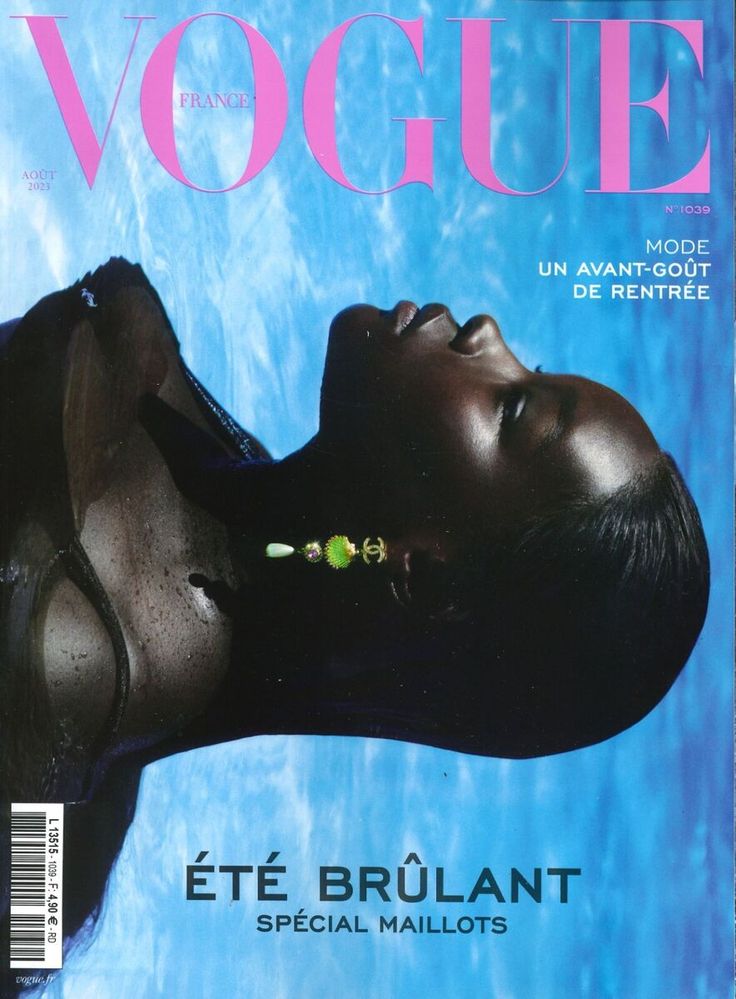 VOGUE
FRANCE
AOÛT
2023
N°1039
MODE
UN AVANT-GOÛT
DE RENTRÉE
ÉTÉ BRÛLANT
SPÉCIAL MAILLOTS
L 13515 - 1039 - F: 4,90 € - RD
vogue.fr